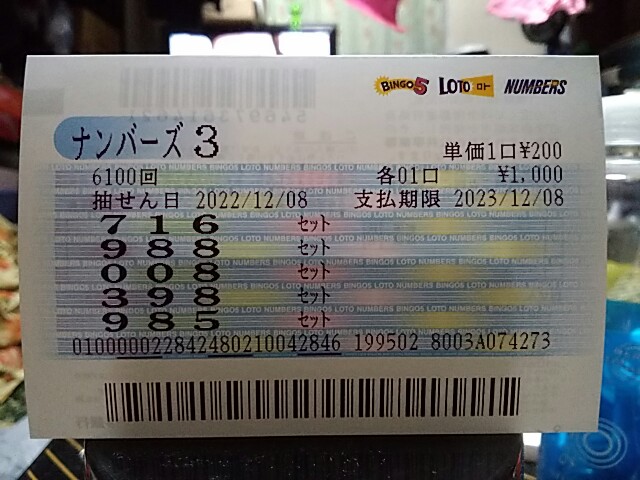 BINGO5 LOTO ロト NUMBERS
ナンバーズ 3
単価1口¥200
6100回 各01口 ¥1,000
抽せん日 2022/12/08 支払期限 2023/12/08
716 セット
988 セット
008 セット
398 セット
985 セット
010000022842480210042846 199502 8003A074273